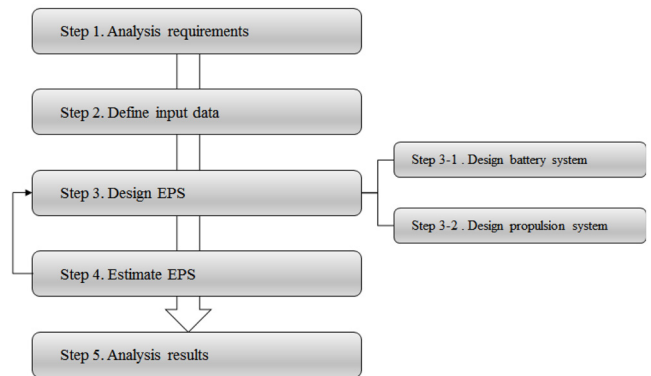 Step 1. Analysis requirements
Step 2. Define input data
Step 3. Design EPS
Step 3-1 . Design battery system
Step 3-2 . Design propulsion system
Step 4. Estimate EPS
Step 5. Analysis results